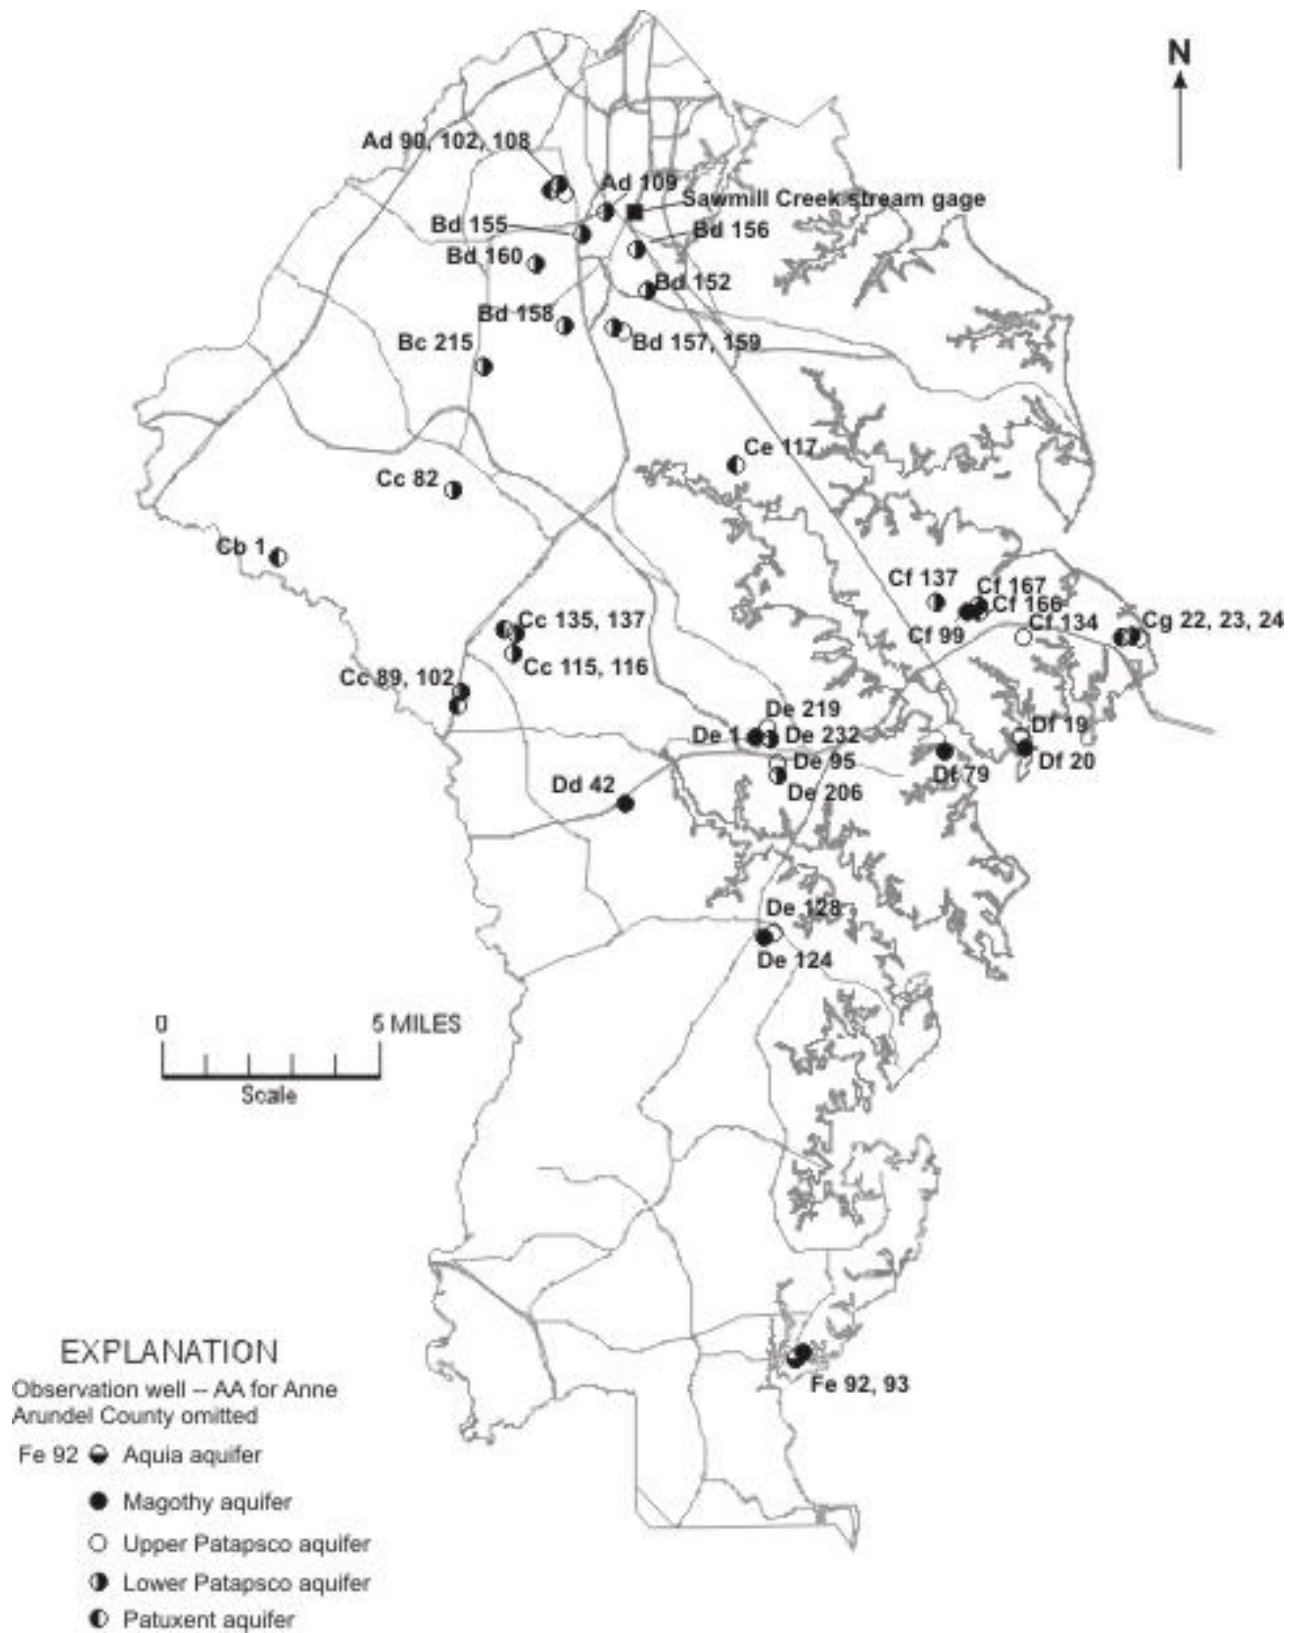 N
Ad 90, 102, 108
Ad 109
Sawmill Creek stream gage
Bd 155
Bd 156
Bd 160
Bd 152
Bd 158
Bd 157, 159
Bc 215
Ce 117
Cc 82
Cb 1
Cf 137
Cf 167
Cf 166
Cf 99
Cf 134
Cg 22, 23, 24
Cc 135, 137
Cc 115, 116
Cc 89, 102
De 219
De 1
De 232
De 95
De 206
Df 19
Df 20
Df 79
Dd 42
De 128
De 124
0 5 MILES
Scale
Fe 92, 93
EXPLANATION
Observation well -- AA for Anne
Arundel County omitted
Fe 92 Aquia aquifer
Magothy aquifer
Upper Patapsco aquifer
Lower Patapsco aquifer
Patuxent aquifer